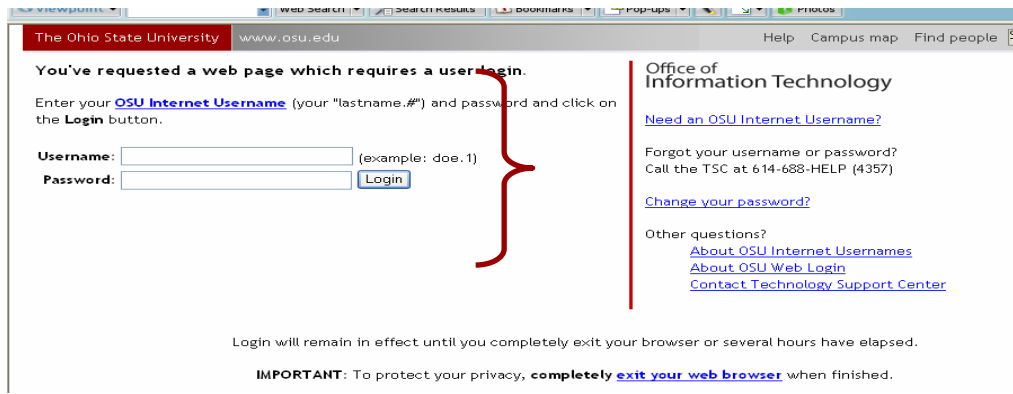 Viewpoint Web Search Search Results Bookmarks Pop-ups Photos
The Ohio State University www.osu.edu Help Campus map Find people
You've requested a web page which requires a user login.
Enter your OSU Internet Username (your "lastname.#") and password and click on
the Login button.
Username: (example: doe.1)
Password: Login
Office of
Information Technology
Need an OSU Internet Username?
Forgot your username or password?
Call the TSC at 614-688-HELP (4357)
Change your password?
Other questions?
About OSU Internet Usernames
About OSU Web Login
Contact Technology Support Center
Login will remain in effect until you completely exit your browser or several hours have elapsed.
IMPORTANT: To protect your privacy, completely exit your web browser when finished.